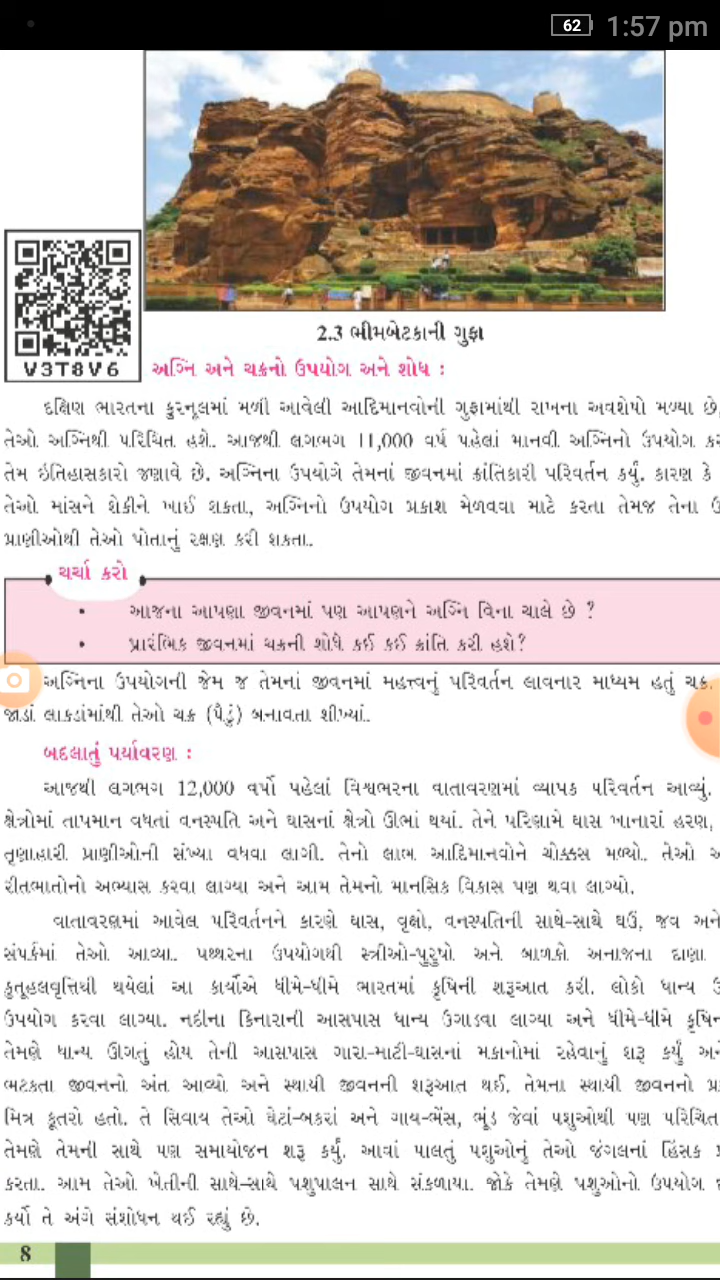 62 1:57 pm
V3T8V6
2.3 ભીમબેટકાની ગુફા
અગ્નિ અને ચક્રનો ઉપયોગ અને શોધ :
દક્ષિણ ભારતના કુરનૂલમાં મળી આવેલી આદિમાનવોની ગુફામાંથી રાખના અવશેષો મળ્યા છે,
તેઓ અગ્નિથી પરિચિત હશે. આજથી લગભગ 11,000 વર્ષ પહેલાં માનવી અગ્નિનો ઉપયોગ
તેમ ઇતિહાસકારો જણાવે છે. અગ્નિના ઉપયોગે તેમનાં જીવનમાં ક્રાંતિકારી પરિવર્તન કર્યું. કારણ કે
તેઓ માંસને શેકીને ખાઈ શકતા, અગ્નિનો ઉપયોગ પ્રકાશ મેળવવા માટે કરતા તેમજ તેના
પ્રાણીઓથી તેઓ પોતાનું રક્ષણ કરી શકતા.
ચર્ચા કરો
• આજના આપણા જીવનમાં પણ આપણને અગ્નિ વિના ચાલે છે ?
• પ્રારંભિક જીવનમાં ચક્રની શોધે કઈ કઈ ક્રાંતિ કરી હશે?
અગ્નિના ઉપયોગની જેમ જ તેમનાં જીવનમાં મહત્ત્વનું પરિવર્તન લાવનાર માધ્યમ હતું ચક્ર.
જાડાં લાકડાંમાંથી તેઓ ચક્ર (પૈડું) બનાવતા શીખ્યાં.
બદલાતું પર્યાવરણ :
આજથી લગભગ 12,000 વર્ષો પહેલાં વિશ્વભરના વાતાવરણમાં વ્યાપક પરિવર્તન આવ્યું.
ક્ષેત્રોમાં તાપમાન વધતાં વનસ્પતિ અને ઘાસનાં ક્ષેત્રો ઊભાં થયાં. તેને પરિણામે ઘાસ ખાનારાં હરણ,
તૃણાહારી પ્રાણીઓની સંખ્યા વધવા લાગી. તેનો લાભ આદિમાનવોને ચોક્કસ મળ્યો. તેઓ
રીતભાતોનો અભ્યાસ કરવા લાગ્યા અને આમ તેમનો માનસિક વિકાસ પણ થવા લાગ્યો.
વાતાવરણમાં આવેલ પરિવર્તનને કારણે ઘાસ, વૃક્ષો, વનસ્પતિની સાથે-સાથે ઘઉં, જવ અને
સંપર્કમાં તેઓ આવ્યા. પથ્થરના ઉપયોગથી સ્ત્રીઓ-પુરુષો અને બાળકો અનાજના દાણા
કુતૂહલવૃત્તિથી થયેલાં આ કાર્યોએ ધીમે-ધીમે ભારતમાં કૃષિની શરૂઆત કરી. લોકો ધાન્ય
ઉપયોગ કરવા લાગ્યા. નદીના કિનારાની આસપાસ ધાન્ય ઉગાડવા લાગ્યા અને ધીમે-ધીમે
તેમણે ધાન્ય ઊગતું હોય તેની આસપાસ ગારા-માટી-ઘાસનાં મકાનોમાં રહેવાનું શરૂ કર્યું
ભટકતા જીવનનો અંત આવ્યો અને સ્થાયી જીવનની શરૂઆત થઈ. તેમના સ્થાયી જીવનનો
મિત્ર કૂતરો હતો. તે સિવાય તેઓ ઘેટાં-બકરાં અને ગાય-ભેંસ, ભૂંડ જેવાં પશુઓથી પણ પરિચિત
તેમણે તેમની સાથે પણ સમાયોજન શરૂ કર્યું. આવાં પાલતું પશુઓનું તેઓ જંગલનાં હિંસક
કરતા. આમ તેઓ ખેતીની સાથે-સાથે પશુપાલન સાથે સંકળાયા. જોકે તેમણે પશુઓનો ઉપયોગ
કર્યો તે અંગે સંશોધન થઈ રહ્યું છે.
8